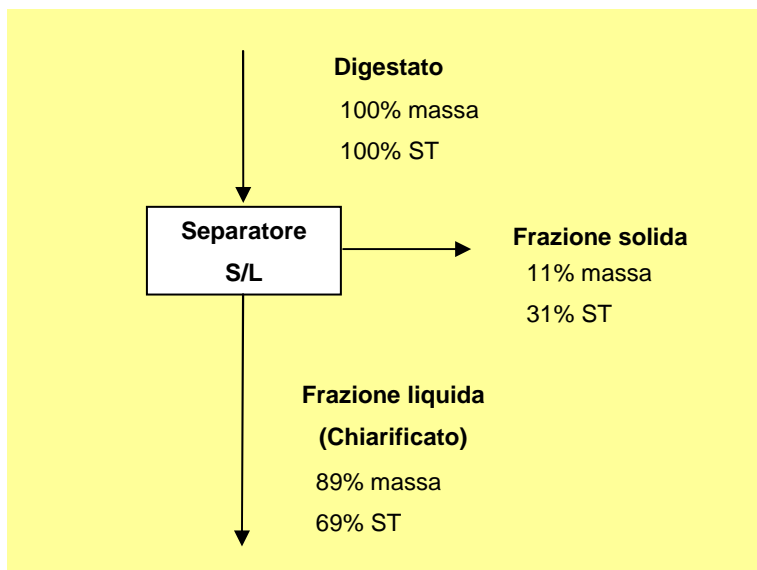 Digestato
100% massa
100% ST
Separatore
S/L
Frazione solida
11% massa
31% ST
Frazione liquida
(Chiarificato)
89% massa
69% ST